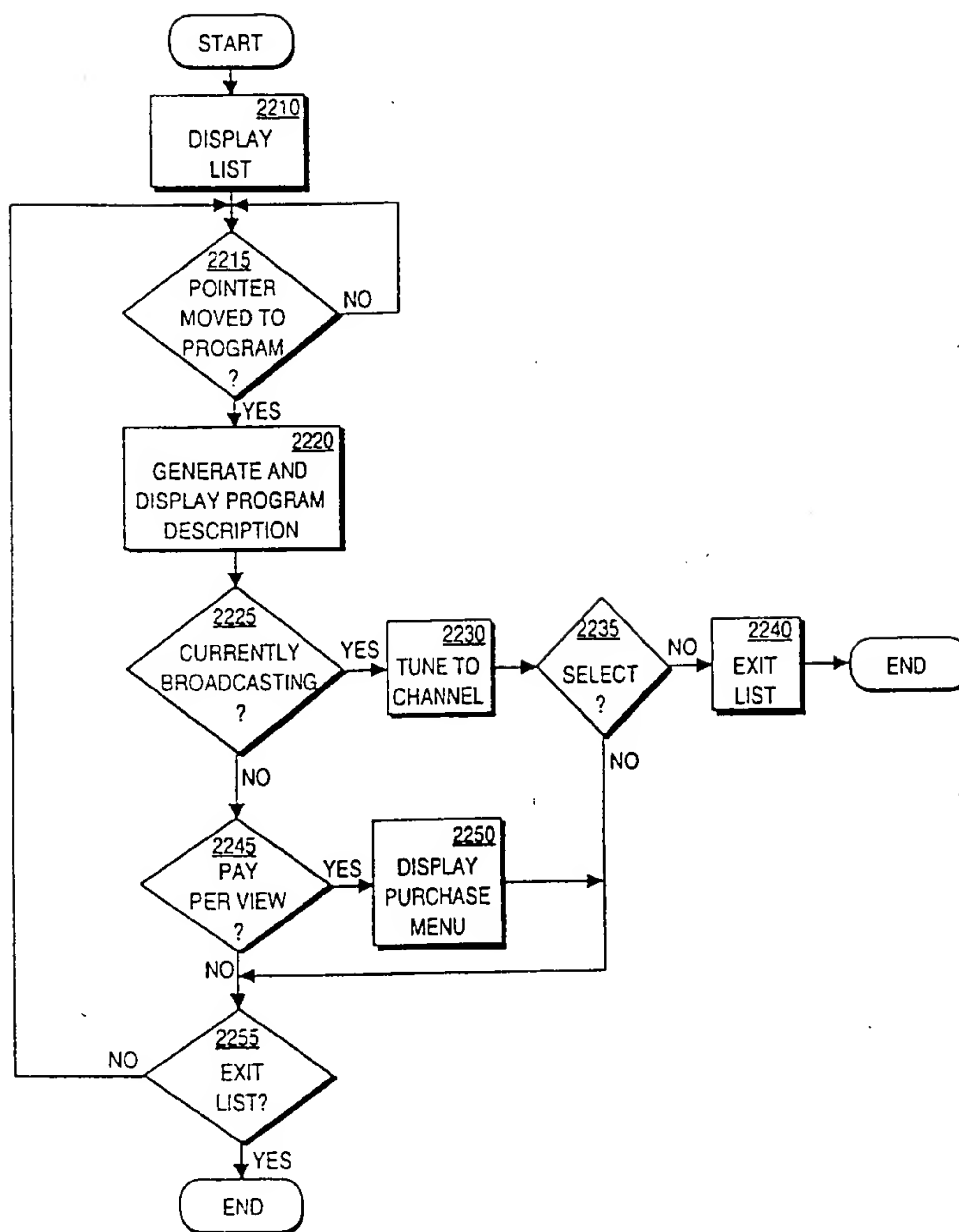 START
2210
DISPLAY
LIST
2215
POINTER
MOVED TO
PROGRAM
?
NO
YES
2220
GENERATE AND
DISPLAY PROGRAM
DESCRIPTION
2225
CURRENTLY
BROADCASTING
?
YES
2230
TUNE TO
CHANNEL
2235
SELECT
?
NO
2240
EXIT
LIST
END
NO
NO
2245
PAY
PER VIEW
?
YES
2250
DISPLAY
PURCHASE
MENU
NO
2255
EXIT
LIST?
NO
YES
END